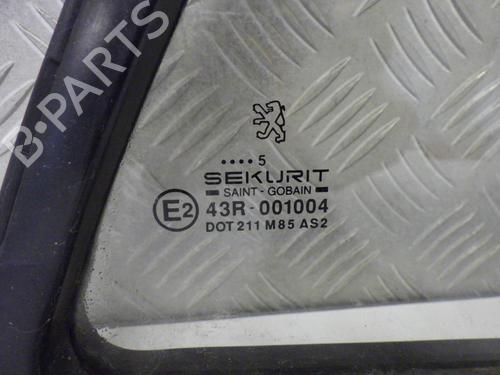 B-PARTS
.... 5
SEKURIT
SAINT - GOBAIN
E2 43R - 001004
DOT 211 M85 AS2